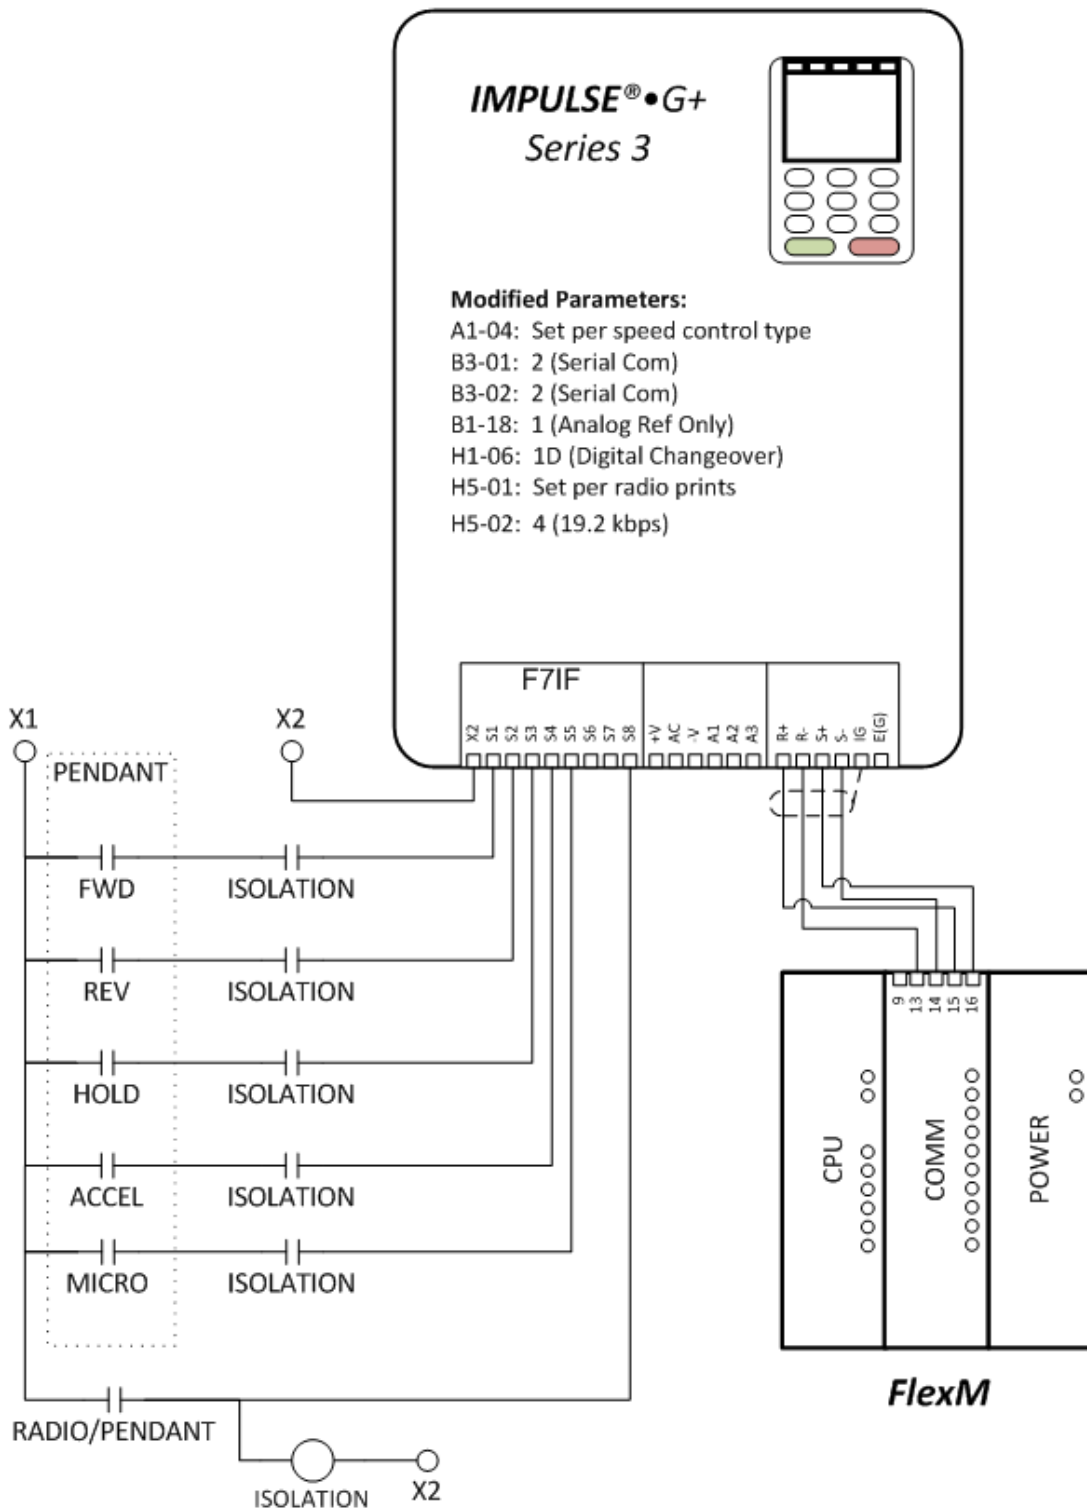 IMPULSE®•G+
Series 3
Modified Parameters:
A1-04: Set per speed control type
B3-01: 2 (Serial Com)
B3-02: 2 (Serial Com)
B1-18: 1 (Analog Ref Only)
H1-06: 1D (Digital Changeover)
H5-01: Set per radio prints
H5-02: 4 (19.2 kbps)
F7IF
X2 S1 S2 S3 S4 S5 S6 S7 S8 +V AC -V A1 A2 A3 R+ R- S+ S- IG E(G)
X1
X2
PENDANT
FWD
ISOLATION
REV
ISOLATION
HOLD
ISOLATION
ACCEL
ISOLATION
MICRO
ISOLATION
RADIO/PENDANT
ISOLATION
X2
9 13 14 15 16
CPU
COMM
POWER
FlexM